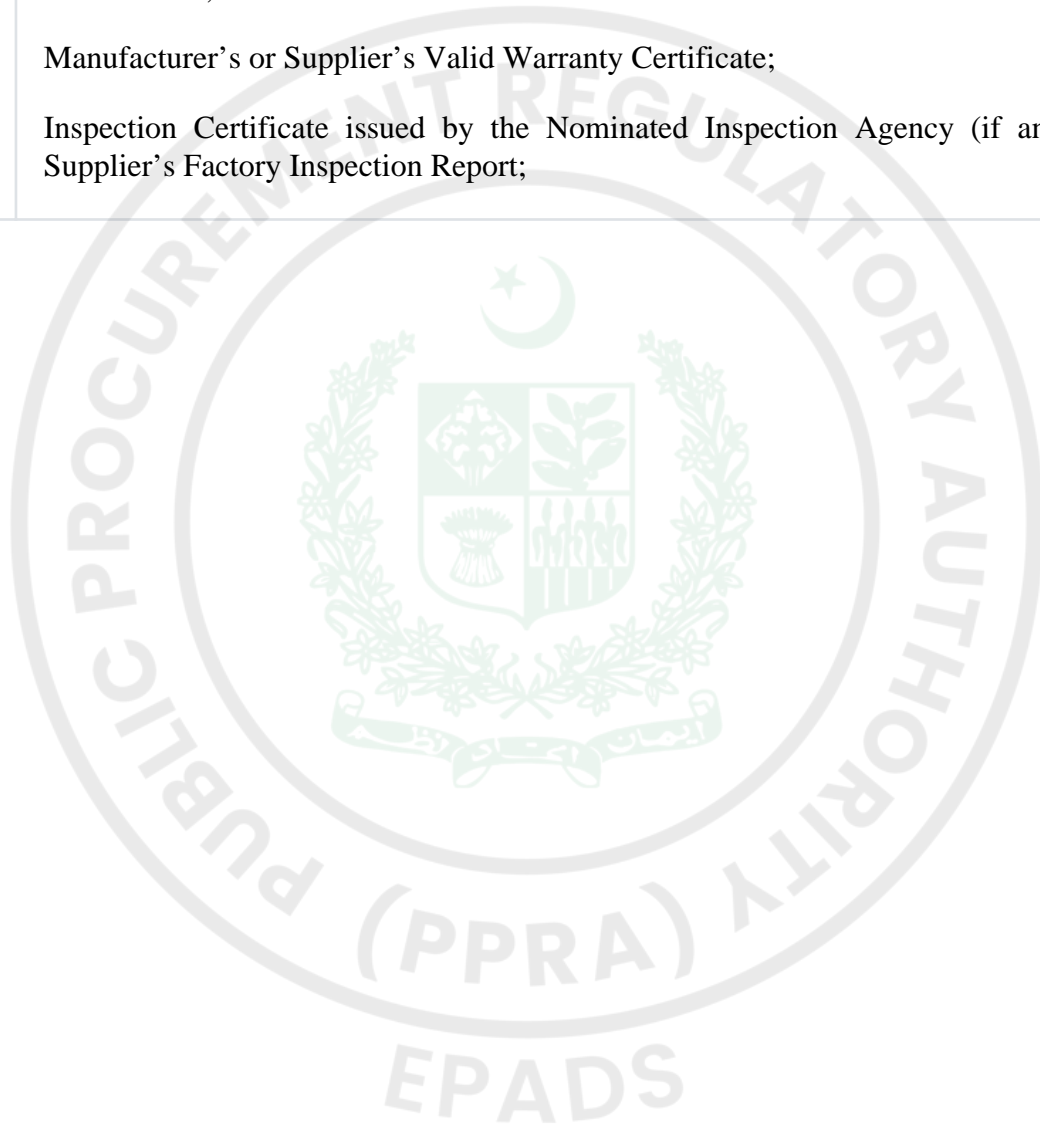 Manufacturer’s or Supplier’s Valid Warranty Certificate;
Inspection Certificate issued by the Nominated Inspection Agency (if
Supplier’s Factory Inspection Report;
PUBLIC PROCUREMENT REGULATORY AUTHORITY
(PPRA)
EPADS